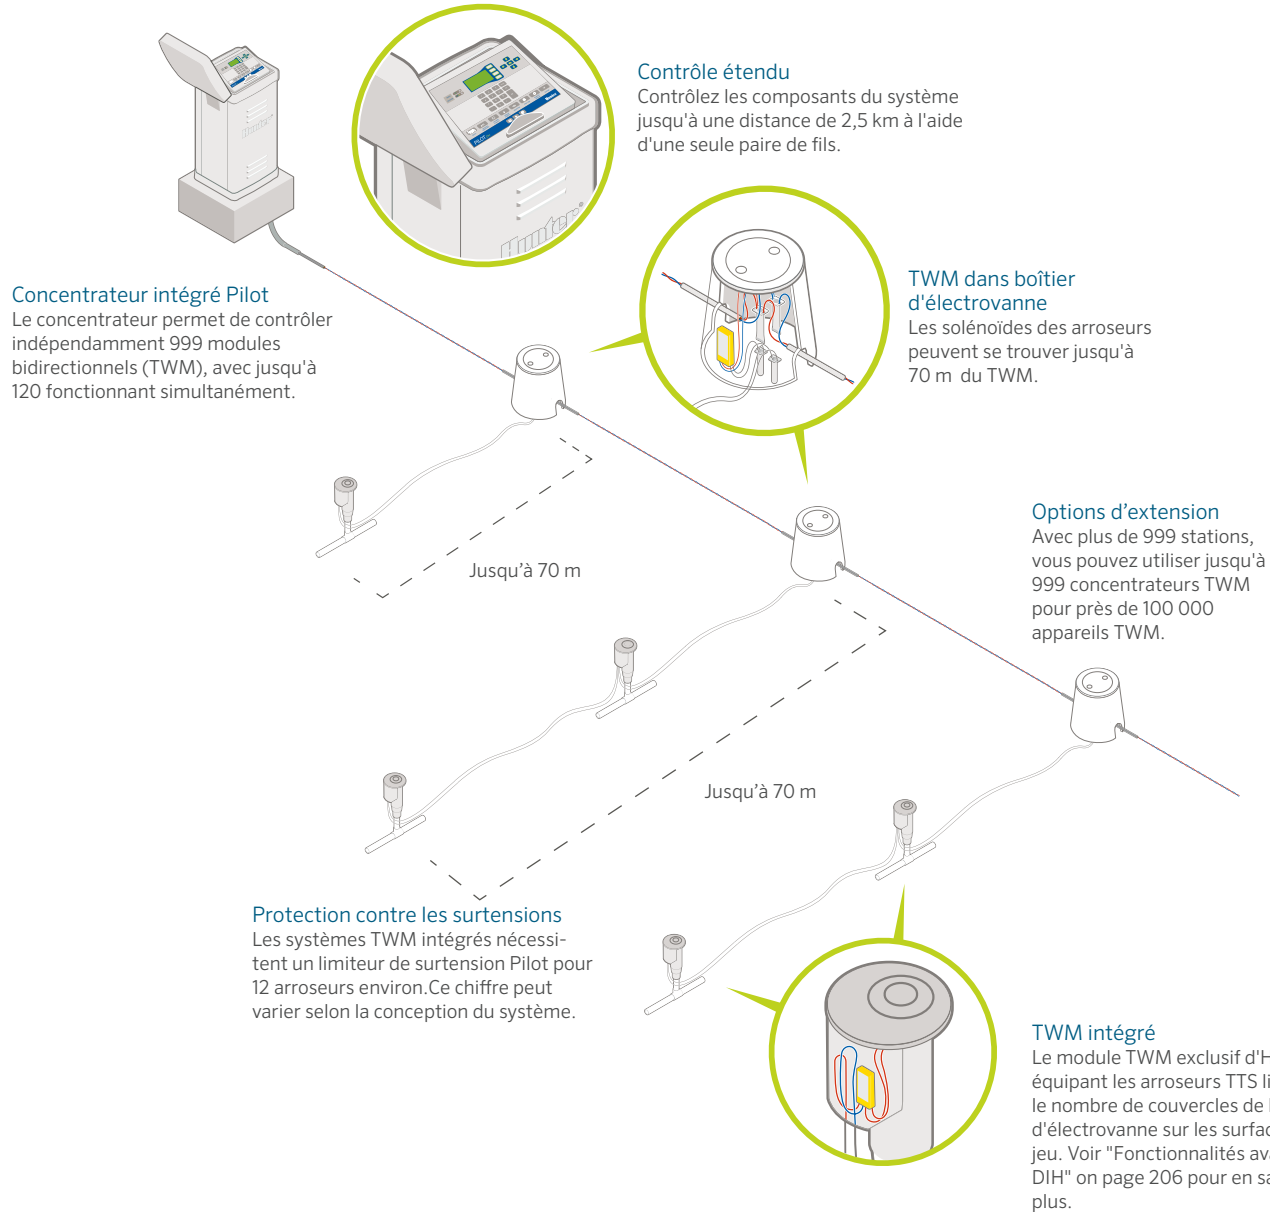 Contrôle étendu
Contrôlez les composants du système
jusqu'à une distance de 2,5 km à l'aide
d'une seule paire de fils.
PILOT
Hunter
Hunter
Concentrateur intégré Pilot
Le concentrateur permet de contrôler
indépendamment 999 modules
bidirectionnels (TWM), avec jusqu'à
120 fonctionnant simultanément.
TWM dans boîtier
d'électrovanne
Les solénoïdes des arroseurs
peuvent se trouver jusqu'à
70 m du TWM.
Jusqu’à 70 m
Options d’extension
Avec plus de 999 stations,
vous pouvez utiliser jusqu'à
999 concentrateurs TWM
pour près de 100 000
appareils TWM.
Jusqu’à 70 m
Protection contre les surtensions
Les systèmes TWM intégrés nécessi-
tent un limiteur de surtension Pilot pour
12 arroseurs environ.Ce chiffre peut
varier selon la conception du système.
TWM intégré
Le module TWM exclusif d'H
équipant les arroseurs TTS li
le nombre de couvercles de
d'électrovanne sur les surfac
jeu. Voir "Fonctionnalités ava
DIH" on page 206 pour en sa
plus.